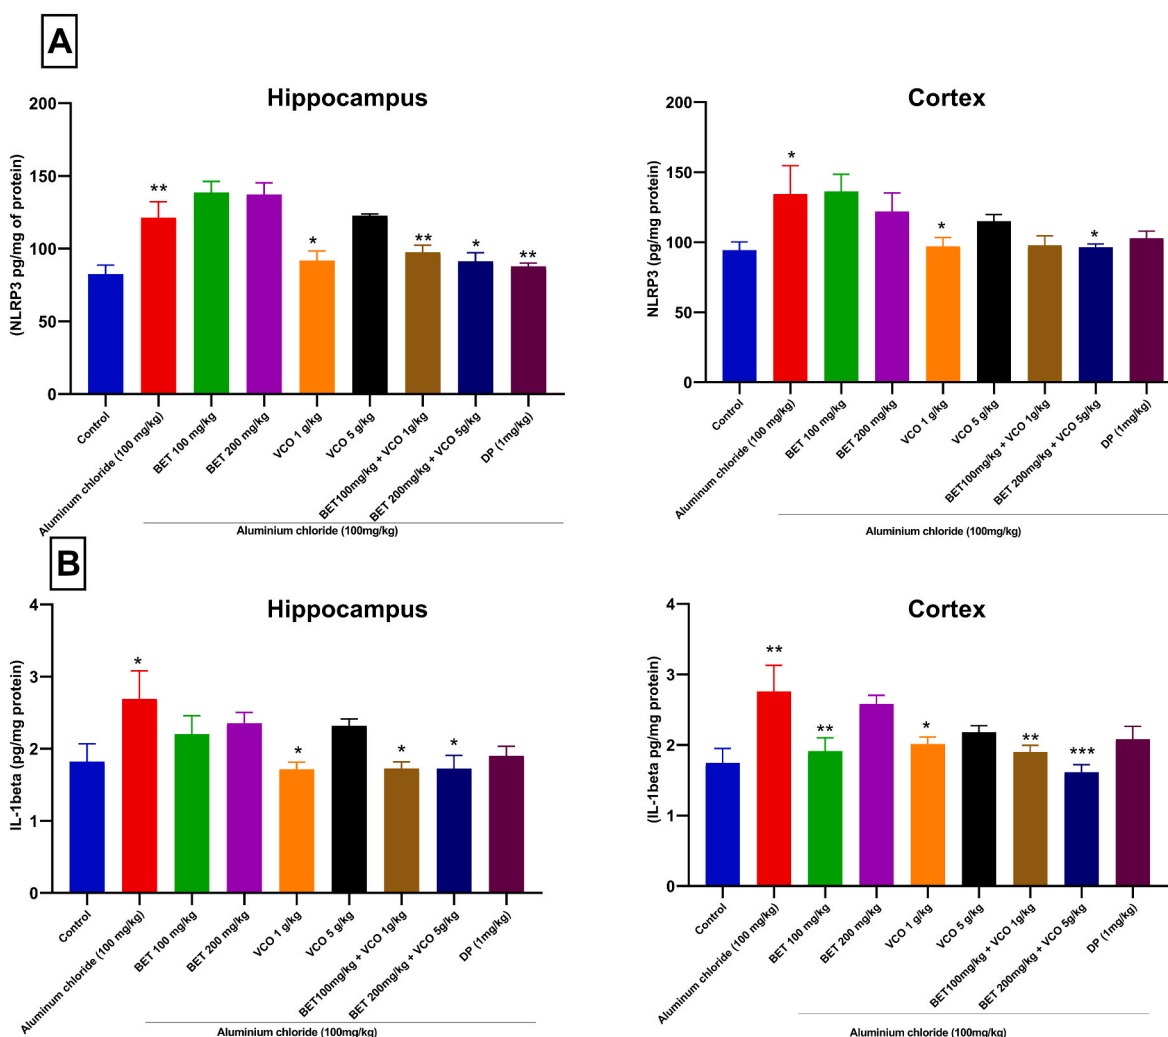 A
Hippocampus
(NLRP3 pg/mg of protein)
200
150
100
50
0
**
*
**
*
**
Control
Aluminum chloride (100 mg/kg)
BET 100 mg/kg
BET 200 mg/kg
VCO 1 g/kg
VCO 5 g/kg
BET100mg/kg + VCO 1g/kg
BET 200mg/kg + VCO 5g/kg
DP (1mg/kg)
Aluminium chloride (100mg/kg)
Cortex
NLRP3 (pg/mg protein)
200
150
100
50
0
*
*
*
Control
Aluminum chloride (100 mg/kg)
BET 100 mg/kg
BET 200 mg/kg
VCO 1 g/kg
VCO 5 g/kg
BET100mg/kg + VCO 1g/kg
BET 200mg/kg + VCO 5g/kg
DP (1mg/kg)
Aluminium chloride (100mg/kg)
B
Hippocampus
IL-1beta (pg/mg protein)
4
3
2
1
0
*
*
*
*
Control
Aluminum chloride (100 mg/kg)
BET 100 mg/kg
BET 200 mg/kg
VCO 1 g/kg
VCO 5 g/kg
BET100mg/kg + VCO 1g/kg
BET 200mg/kg + VCO 5g/kg
DP (1mg/kg)
Aluminium chloride (100mg/kg)
Cortex
(IL-1beta pg/mg protein)
4
3
2
1
0
**
**
*
**
***
Control
Aluminum chloride (100 mg/kg)
BET 100 mg/kg
BET 200 mg/kg
VCO 1 g/kg
VCO 5 g/kg
BET100mg/kg + VCO 1g/kg
BET 200mg/kg + VCO 5g/kg
DP (1mg/kg)
Aluminium chloride (100mg/kg)